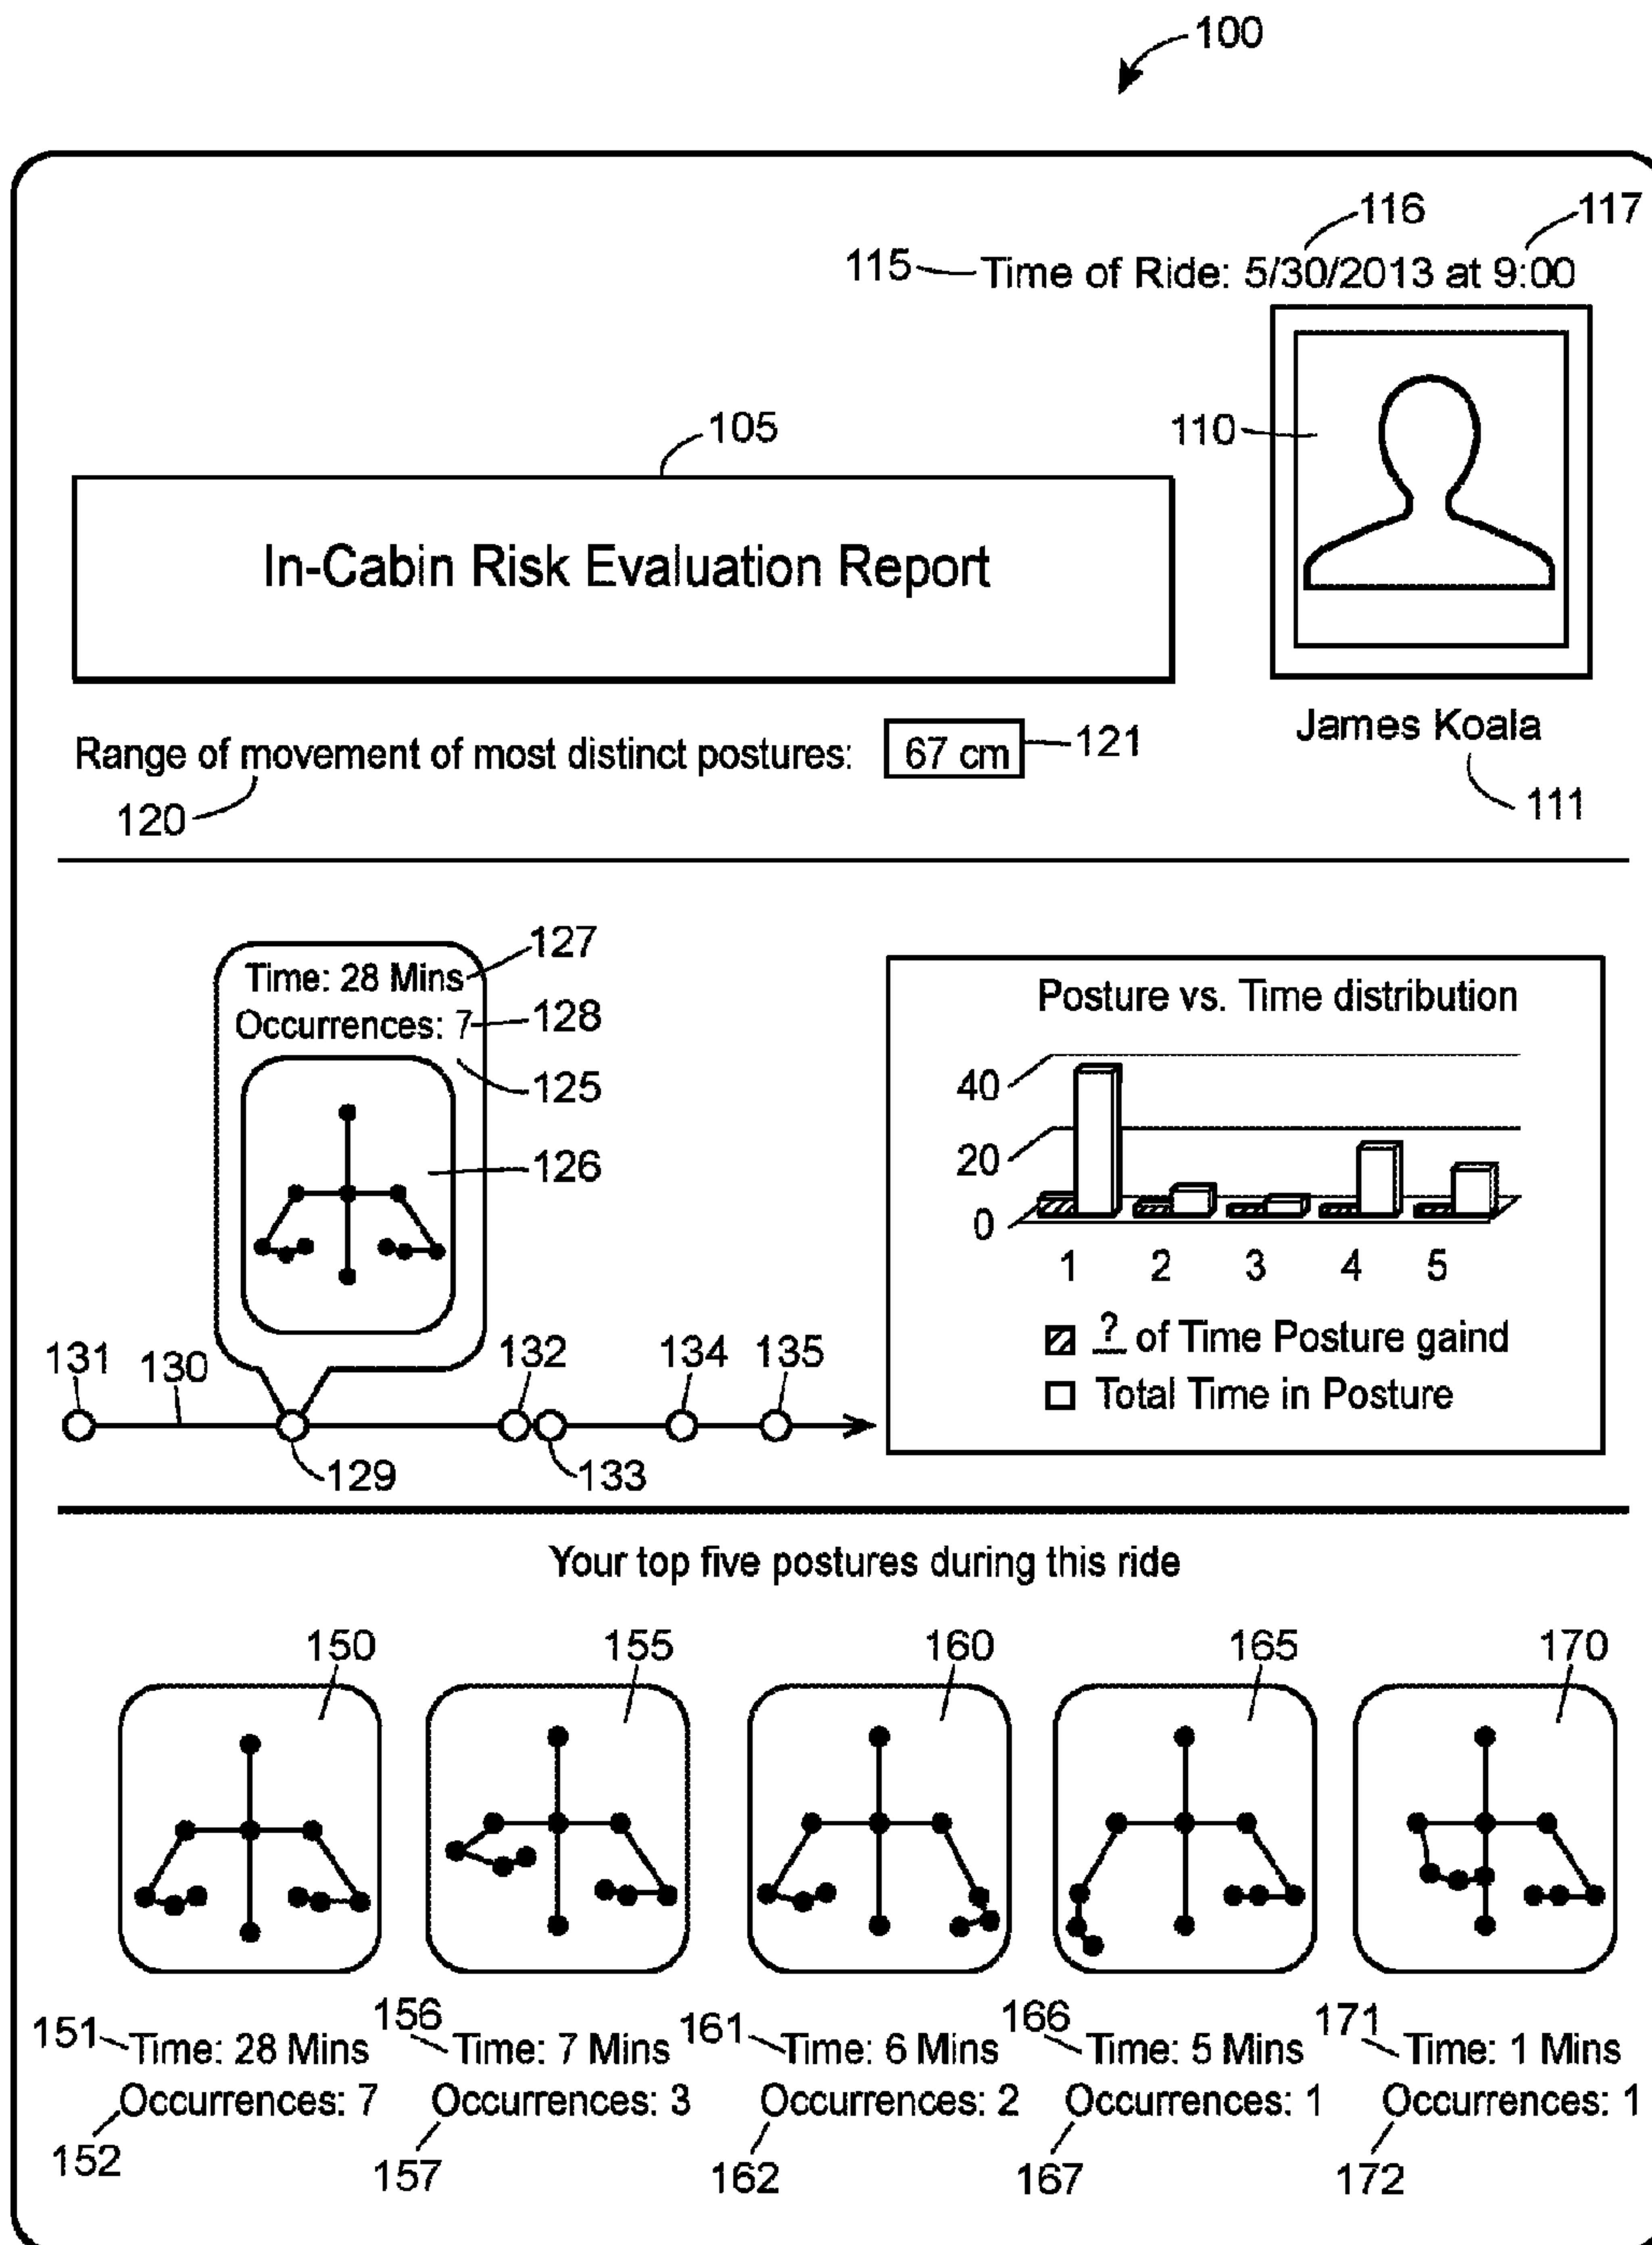 100
116
117
115
Time of Ride: 5/30/2013 at 9:00
110
105
In-Cabin Risk Evaluation Report
James Koala
111
Range of movement of most distinct postures: 67 cm
121
120
Time: 28 Mins
127
Occurrences: 7
128
125
126
131
130
132
134
135
129
133
Posture vs. Time distribution
40
20
0
1 2 3 4 5
? of Time Posture gaind
Total Time in Posture
Your top five postures during this ride
150 155 160 165 170
151 Time: 28 Mins 156 Time: 7 Mins 161 Time: 6 Mins 166 Time: 5 Mins 171 Time: 1 Mins
Occurrences: 7 Occurrences: 3 Occurrences: 2 Occurrences: 1 Occurrences: 1
152 157 162 167 172